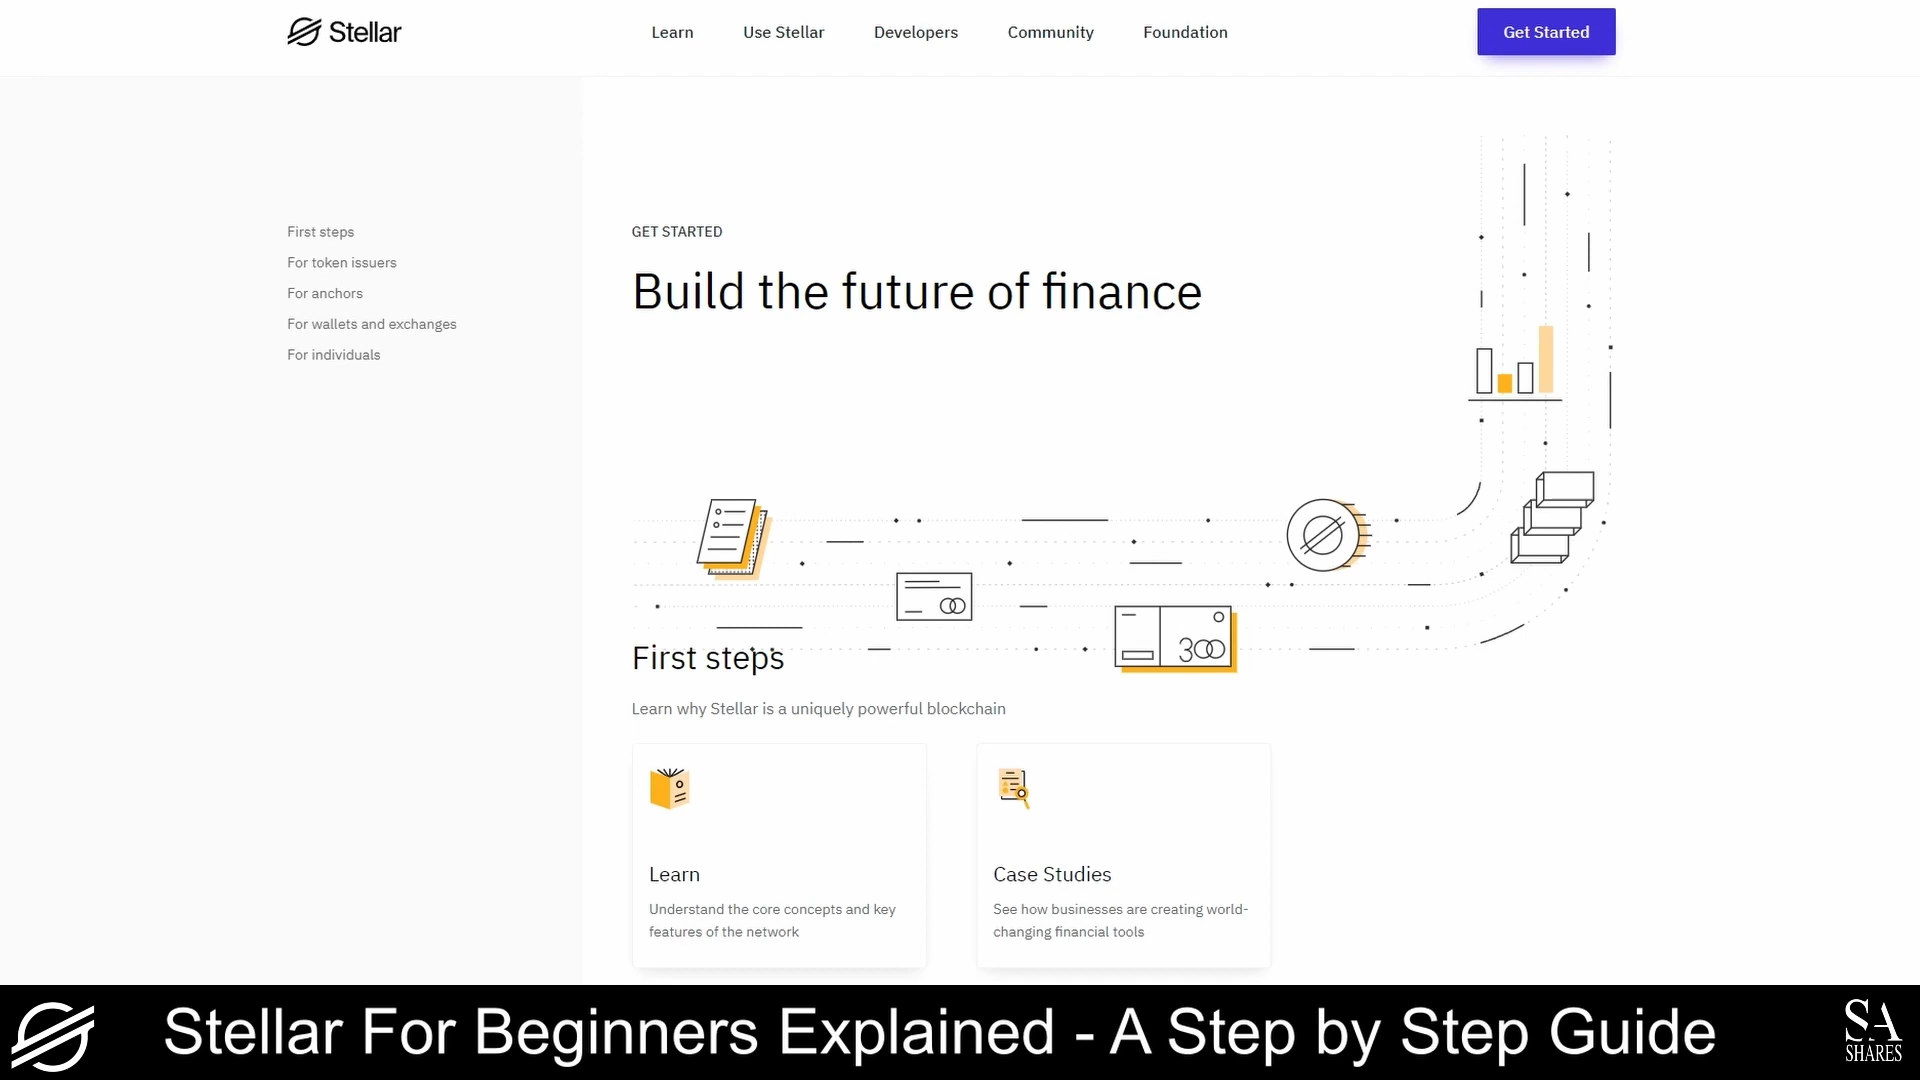 Stellar
Learn
Use Stellar
Developers
Community
Foundation
Get Started
First steps
For token issuers
For anchors
For wallets and exchanges
For individuals
GET STARTED
Build the future of finance
300
First steps
Learn why Stellar is a uniquely powerful blockchain
Learn
Understand the core concepts and key
features of the network
Case Studies
See how businesses are creating world-
changing financial tools
Stellar For Beginners Explained - A Step by Step Guide
SA
SHARES